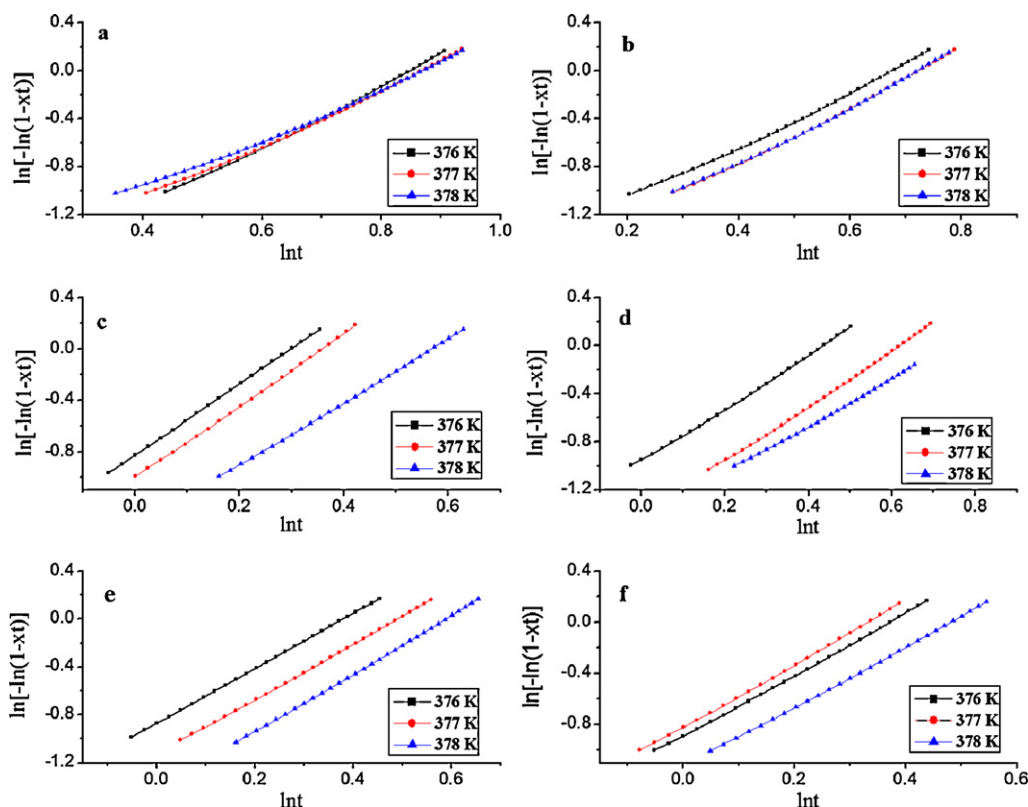 a
ln[-ln(1-xt)]
0.4
0.0
-0.4
-0.8
-1.2
376 K
377 K
378 K
0.4 0.6 0.8 1.0
lnt
b
ln[-ln(1-xt)]
0.4
0.0
-0.4
-0.8
-1.2
376 K
377 K
378 K
0.2 0.4 0.6 0.8
lnt
c
ln[-ln(1-xt)]
0.4
0.0
-0.4
-0.8
376 K
377 K
378 K
0.0 0.2 0.4 0.6
lnt
d
ln[-ln(1-xt)]
0.4
0.0
-0.4
-0.8
-1.2
376 K
377 K
378 K
0.0 0.2 0.4 0.6 0.8
lnt
e
ln[-ln(1-xt)]
0.4
0.0
-0.4
-0.8
-1.2
376 K
377 K
378 K
0.0 0.2 0.4 0.6
lnt
f
ln[-ln(1-xt)]
0.4
0.0
-0.4
-0.8
376 K
377 K
378 K
0.0 0.2 0.4 0.6
lnt